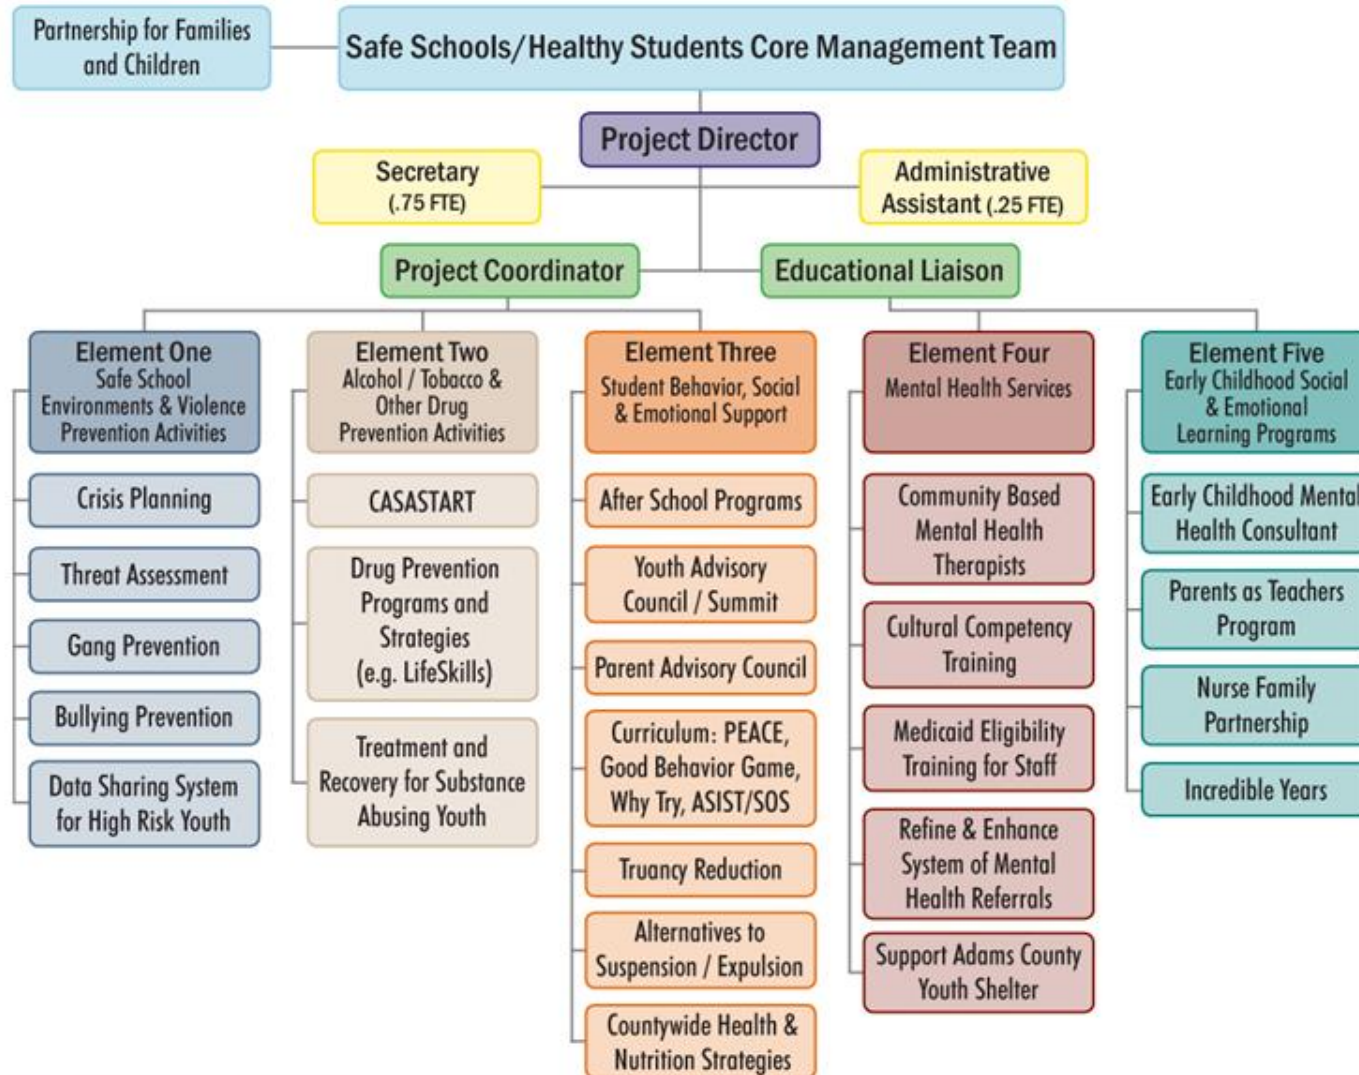 Partnership for Families
and Children
Safe Schools/Healthy Students Core Management Team
Project Director
Secretary
(.75 FTE)
Administrative
Assistant (.25 FTE)
Project Coordinator
Educational Liaison
Element One
Safe School
Environments & Violence
Prevention Activities
Crisis Planning
Threat Assessment
Gang Prevention
Bullying Prevention
Data Sharing System
for High Risk Youth
Element Two
Alcohol / Tobacco &
Other Drug
Prevention Activities
CASASTART
Drug Prevention
Programs and
Strategies
(e.g. LifeSkills)
Treatment and
Recovery for Substance
Abusing Youth
Element Three
Student Behavior, Social
& Emotional Support
After School Programs
Youth Advisory
Council / Summit
Parent Advisory Council
Curriculum: PEACE,
Good Behavior Game,
Why Try, ASIST/SOS
Truancy Reduction
Alternatives to
Suspension / Expulsion
Countywide Health &
Nutrition Strategies
Element Four
Mental Health Services
Community Based
Mental Health
Therapists
Cultural Competency
Training
Medicaid Eligibility
Training for Staff
Refine & Enhance
System of Mental
Health Referrals
Support Adams County
Youth Shelter
Element Five
Early Childhood Social
& Emotional
Learning Programs
Early Childhood Mental
Health Consultant
Parents as Teachers
Program
Nurse Family
Partnership
Incredible Years